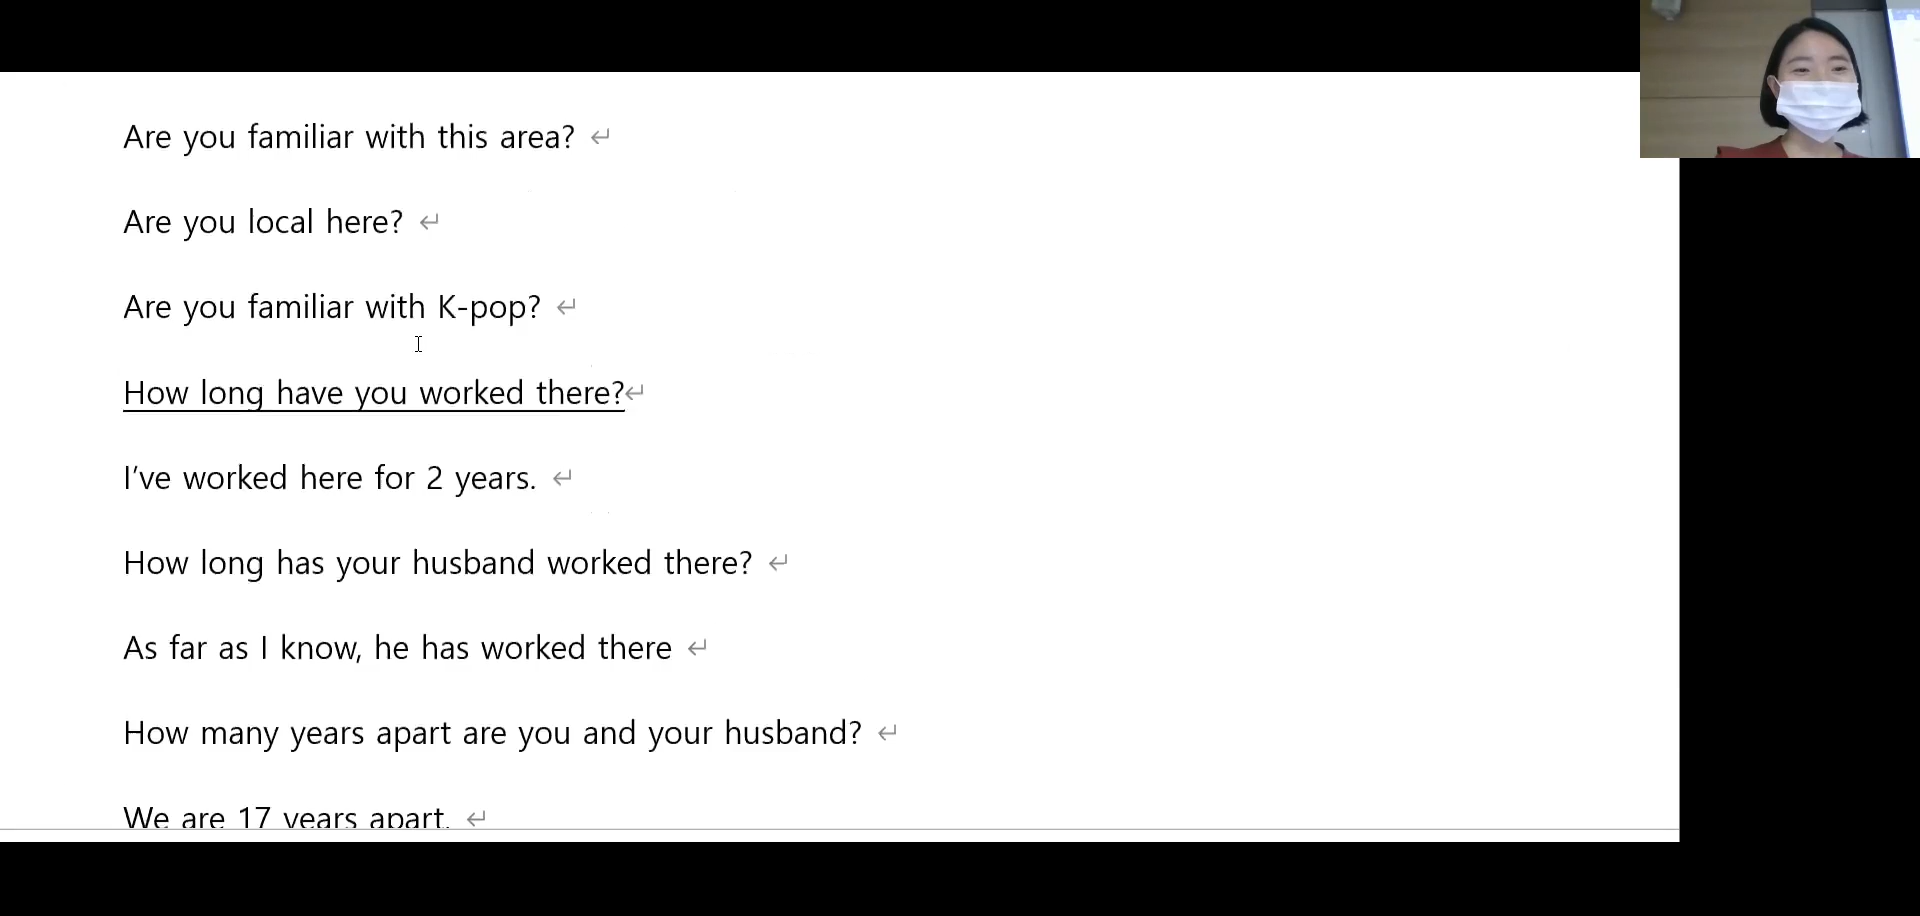 Are you familiar with this area?
Are you local here?
Are you familiar with K-pop?
How long have you worked there?
I've worked here for 2 years.
How long has your husband worked there?
As far as I know, he has worked there
How many years apart are you and your husband?
We are 17 years apart.